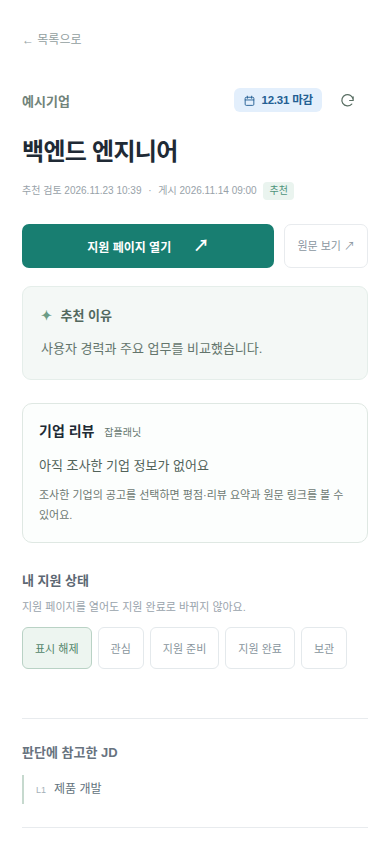 ← 목록으로
예시기업
12.31 마감
백엔드 엔지니어
추천 검토 2026.11.23 10:39 · 게시 2026.11.14 09:00 추천
지원 페이지 열기 ↗
원문 보기 ↗
✦ 추천 이유
사용자 경력과 주요 업무를 비교했습니다.
기업 리뷰 잡플래닛
아직 조사한 기업 정보가 없어요
조사한 기업의 공고를 선택하면 평점·리뷰 요약과 원문 링크를 볼 수
있어요.
내 지원 상태
지원 페이지를 열어도 지원 완료로 바뀌지 않아요.
표시 해제 관심 지원 준비 지원 완료 보관
판단에 참고한 JD
L1 제품 개발